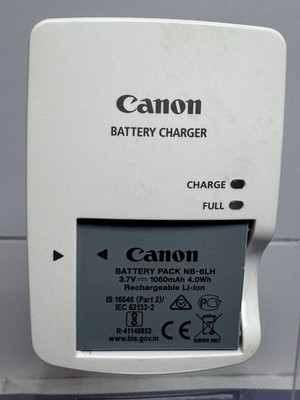 Canon
BATTERY CHARGER
CHARGE
FULL
Canon
BATTERY PACK NB-6LH
3.7V⎓1060mAh 4.0Wh
Rechargeable Li-ion
IS 16046 (Part 2)/
IEC 62133-2
R-41149853
www.bis.gov.in
EUROPE ONLY